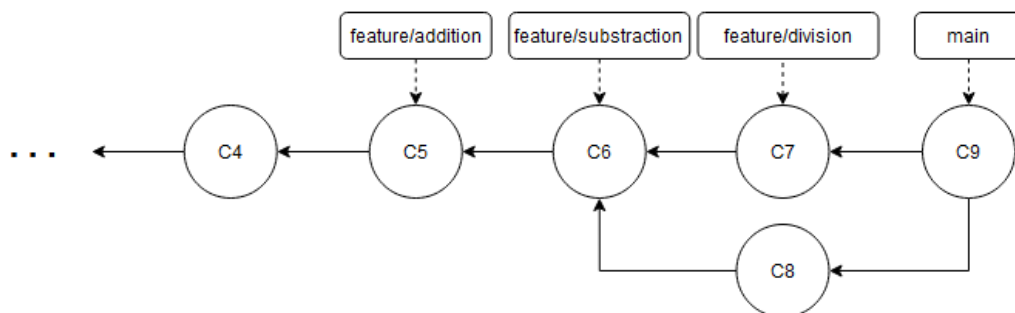 feature/addition
feature/substraction
feature/division
main
. . .
C4
C5
C6
C7
C9
C8